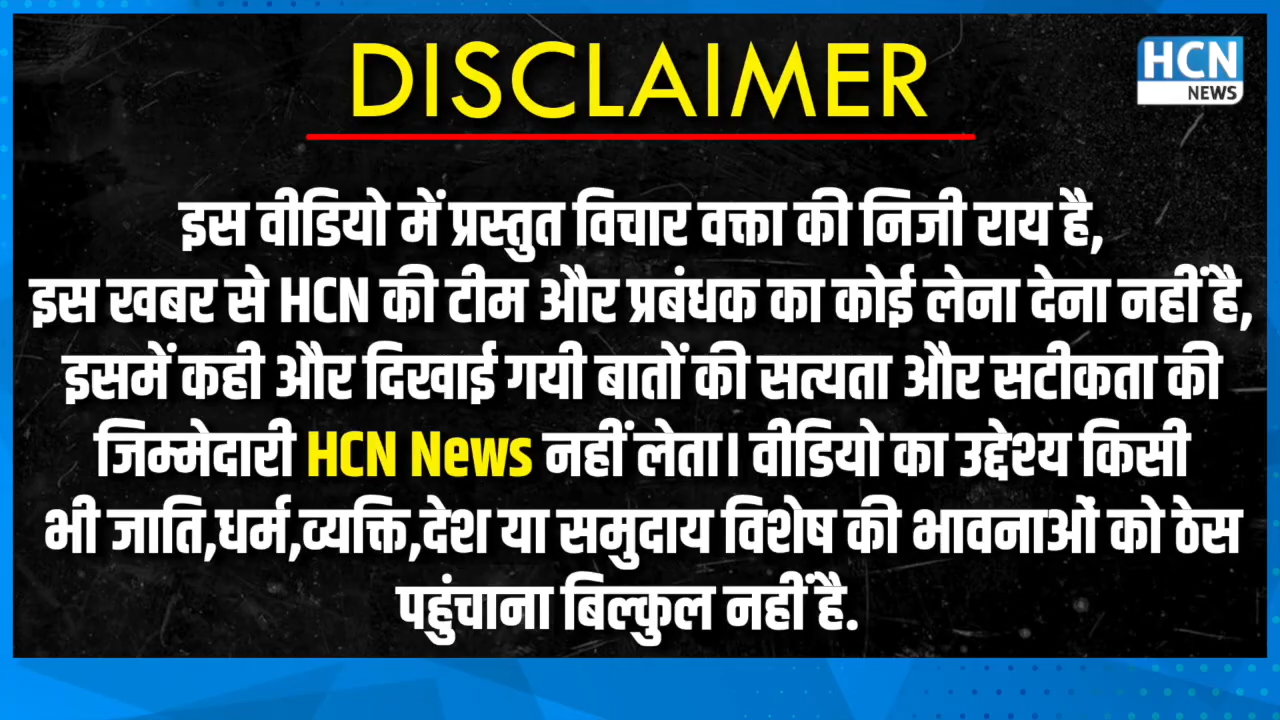 DISCLAIMER
HCN
NEWS
इस वीडियो में प्रस्तुत विचार वक्ता की निजी राय है,
इस खबर से HCN की टीम और प्रबंधक का कोई लेना देना नहीं है,
इसमें कही और दिखाई गयी बातों की सत्यता और सटीकता की
जिम्मेदारी HCN News नहीं लेता। वीडियो का उद्देश्य किसी
भी जाति,धर्म,व्यक्ति,देश या समुदाय विशेष की भावनाओं को ठेस
पहुंचाना बिल्कुल नहीं है.